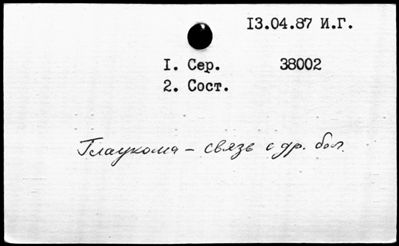 13.04.87 И.Г.
1. Сер. 38002
2. Сост.
Глаукома – связь с др. бол.